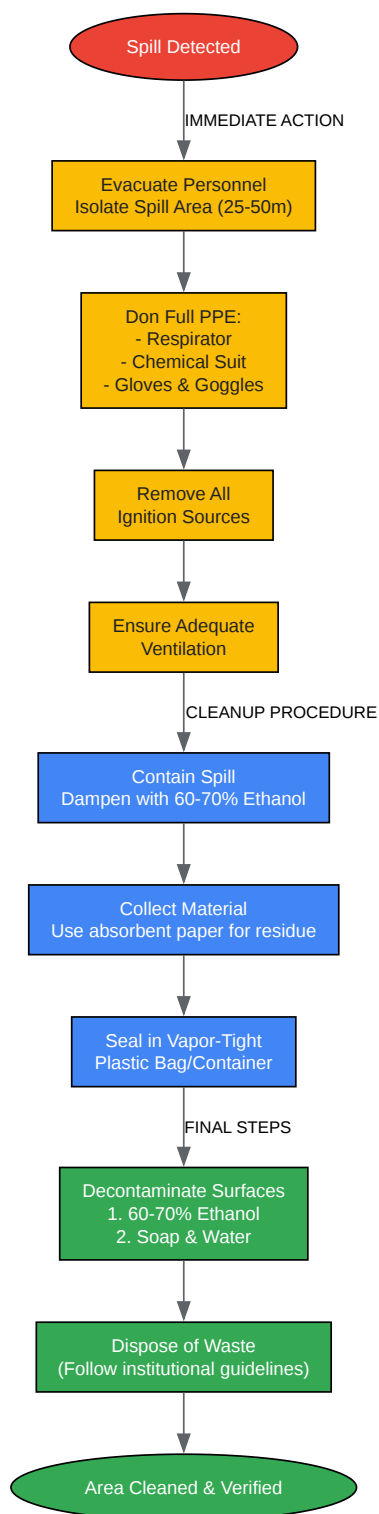 Spill Detected
IMMEDIATE ACTION
Evacuate Personnel
Isolate Spill Area (25-50m)
Don Full PPE:
- Respirator
- Chemical Suit
- Gloves & Goggles
Remove All
Ignition Sources
Ensure Adequate
Ventilation
CLEANUP PROCEDURE
Contain Spill
Dampen with 60-70% Ethanol
Collect Material
Use absorbent paper for residue
Seal in Vapor-Tight
Plastic Bag/Container
FINAL STEPS
Decontaminate Surfaces
1. 60-70% Ethanol
2. Soap & Water
Dispose of Waste
(Follow institutional guidelines)
Area Cleaned & Verified